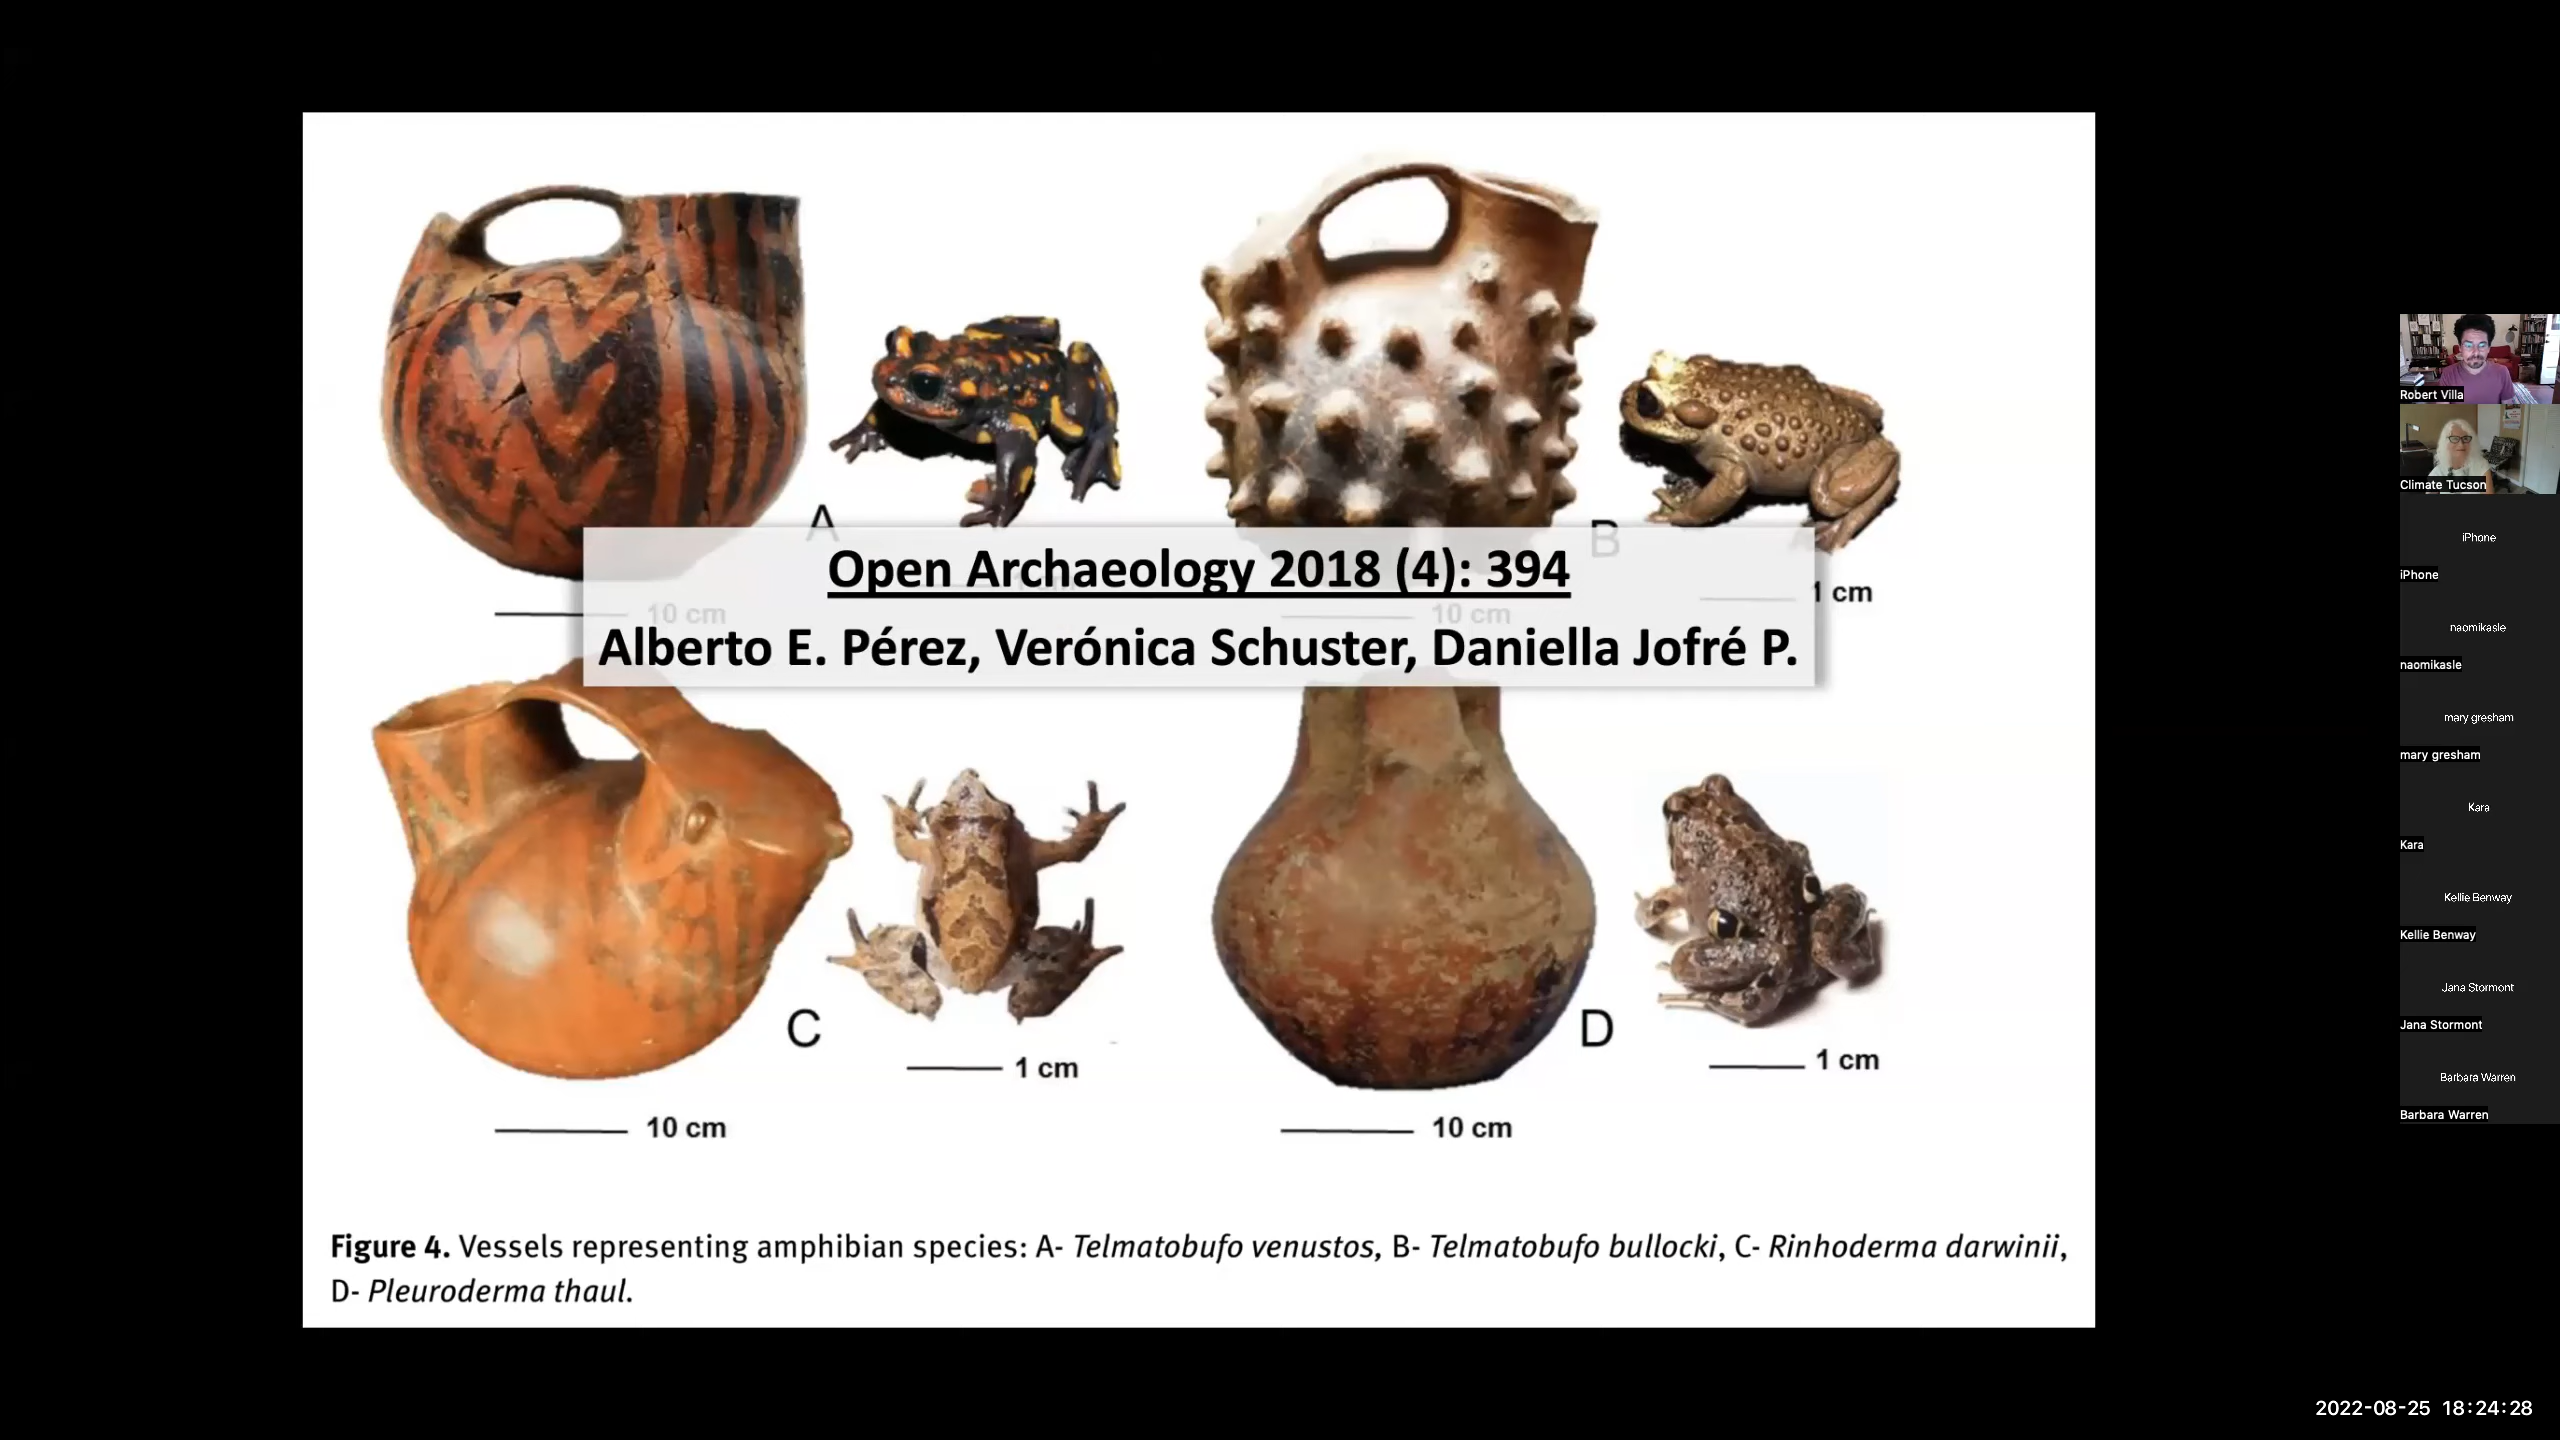 A
B
Open Archaeology 2018 (4): 394
10 cm
10 cm
1 cm
Alberto E. Pérez, Verónica Schuster, Daniella Jofré P.
C
D
1 cm
1 cm
10 cm
10 cm
Figure 4. Vessels representing amphibian species: A- Telmatobufo venustos, B- Telmatobufo bullocki, C- Rinhoderma darwinii,
D- Pleuroderma thaul.
Robert Villa
Climate Tucson
iPhone
iPhone
naomikasle
naomikasle
mary gresham
mary gresham
Kara
Kara
Kellie Benway
Kellie Benway
Jana Stormont
Jana Stormont
Barbara Warren
Barbara Warren
2022-08-25 18:24:28